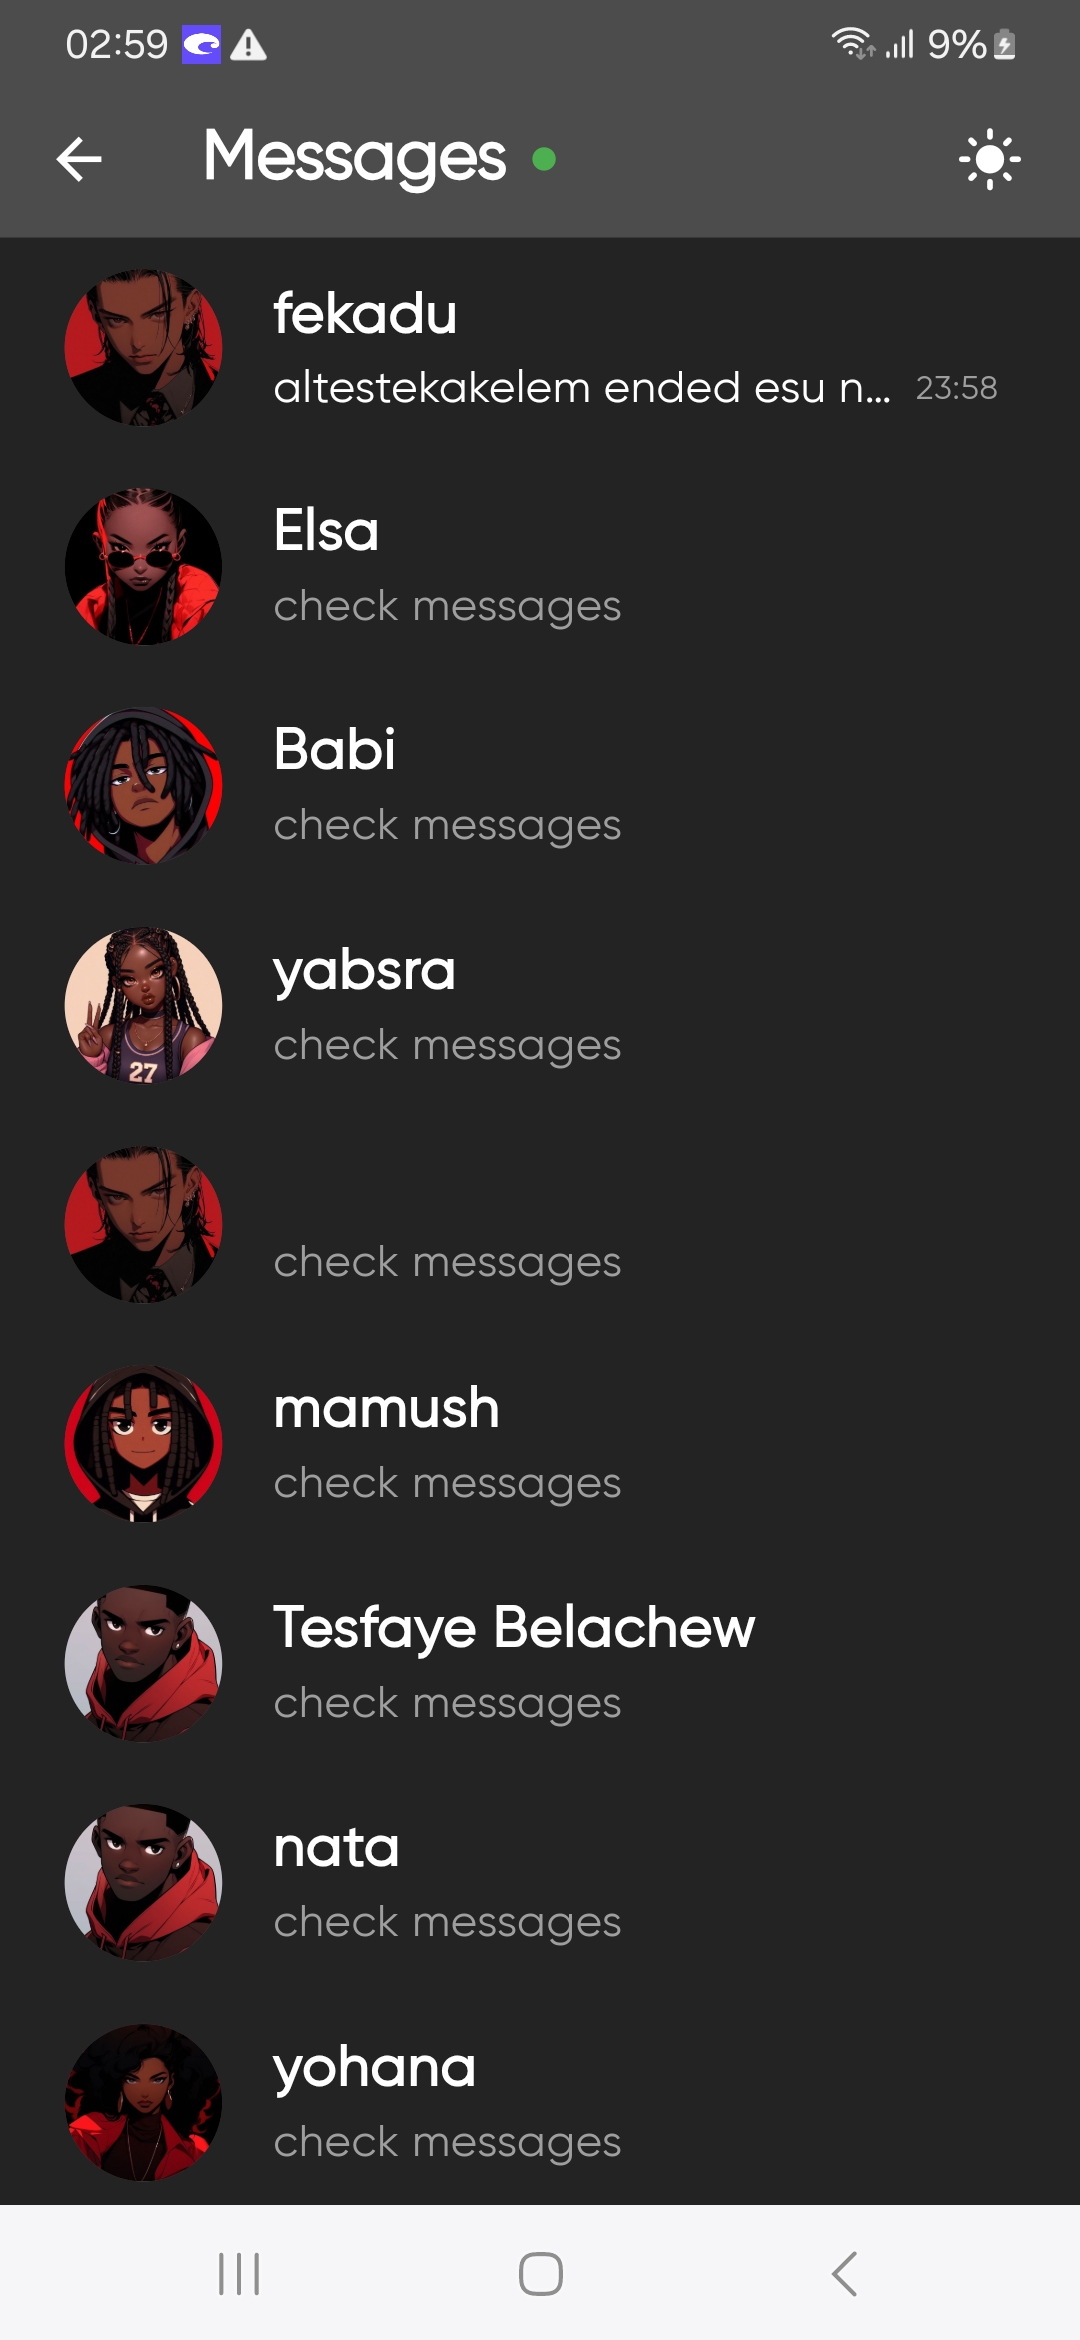 02:59
9%
Messages
fekadu
altestekakelem ended esu n... 23:58
Elsa
check messages
Babi
check messages
yabsra
check messages
27
check messages
mamush
check messages
Tesfaye Belachew
check messages
nata
check messages
yohana
check messages